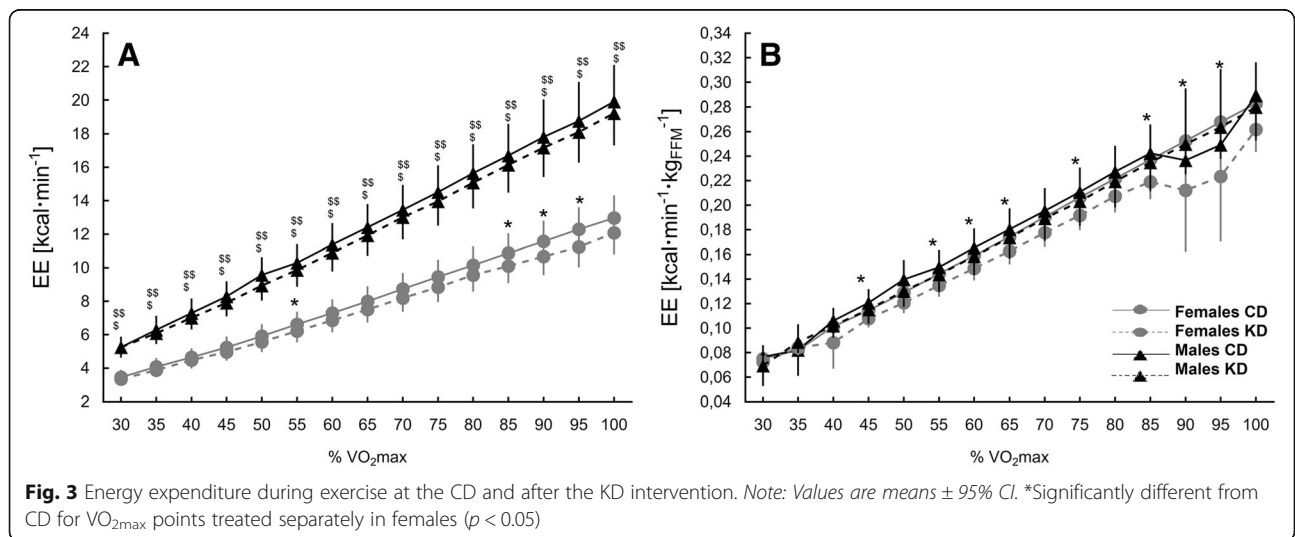 A
EE [kcal·min⁻¹]
24
22
20
18
16
14
12
10
8
6
4
2
$$ $$ $$ $$ $$ $$ $$ $$ $$ $$ $$ $$ $$ $$ $$
$ $ $ $ $ $ $ $ $ $ $ $ $ $ $
* * * *
30 35 40 45 50 55 60 65 70 75 80 85 90 95 100
% VO₂max
B
EE [kcal·min⁻¹·kg_FFM⁻¹]
0,34
0,32
0,30
0,28
0,26
0,24
0,22
0,20
0,18
0,16
0,14
0,12
0,10
0,08
0,06
0,04
* * * * * * * *
Females CD
Females KD
Males CD
Males KD
30 35 40 45 50 55 60 65 70 75 80 85 90 95 100
% VO₂max
Fig. 3 Energy expenditure during exercise at the CD and after the KD intervention. Note: Values are means ± 95% CI. *Significantly different from
CD for VO₂max points treated separately in females (p < 0.05)